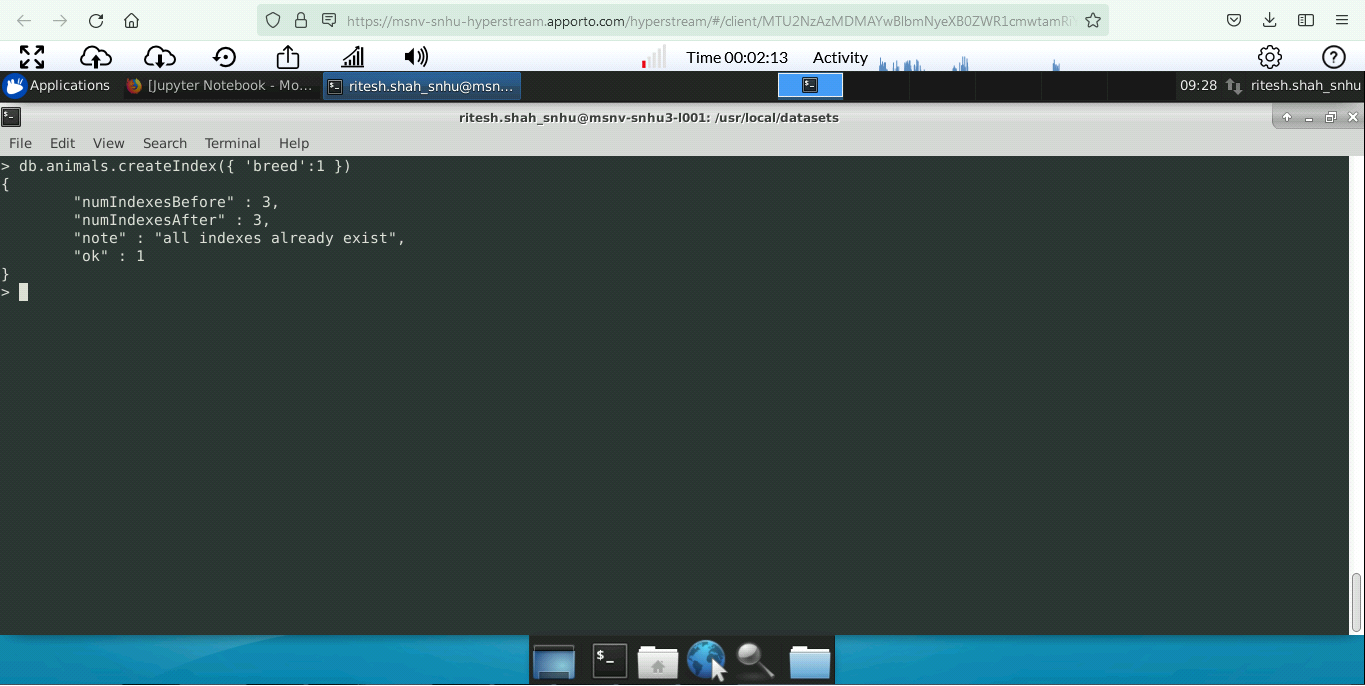 https://msnv-snhu-hyperstream.apporto.com/hyperstream/#/client/
Time 00:02:13 Activity
Applications [Jupyter Notebook - Mo... ritesh.shah_snhu@msn... 09:28 ritesh.shah_snhu
ritesh.shah_snhu@msnv-snhu3-l001: /usr/local/datasets
File Edit View Search Terminal Help
> db.animals.createIndex({ 'breed':1 })
{
"numIndexesBefore" : 3,
"numIndexesAfter" : 3,
"note" : "all indexes already exist",
"ok" : 1
}
>
$_